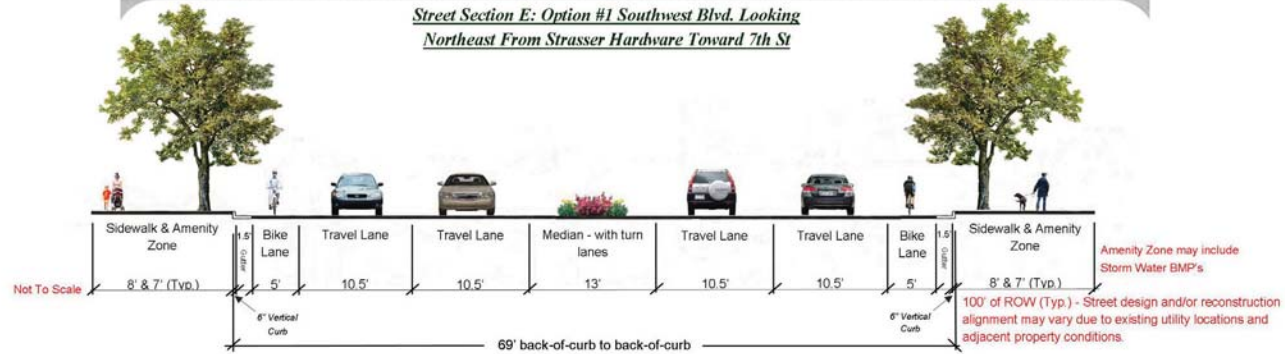 Street Section E: Option #1 Southwest Blvd. Looking
Northeast From Strasser Hardware Toward 7th St
Sidewalk & Amenity
Zone
8' & 7' (Typ.)
1.5'
Gutter
Bike
Lane
5'
Travel Lane
10.5'
Travel Lane
10.5'
Median - with turn
lanes
13'
Travel Lane
10.5'
Travel Lane
10.5'
Bike
Lane
5'
1.5'
Gutter
Sidewalk & Amenity
Zone
8' & 7' (Typ.)
Not To Scale
Amenity Zone may include
Storm Water BMP's
100' of ROW (Typ.) - Street design and/or reconstruction
alignment may vary due to existing utility locations and
adjacent property conditions.
6" Vertical
Curb
6" Vertical
Curb
69' back-of-curb to back-of-curb